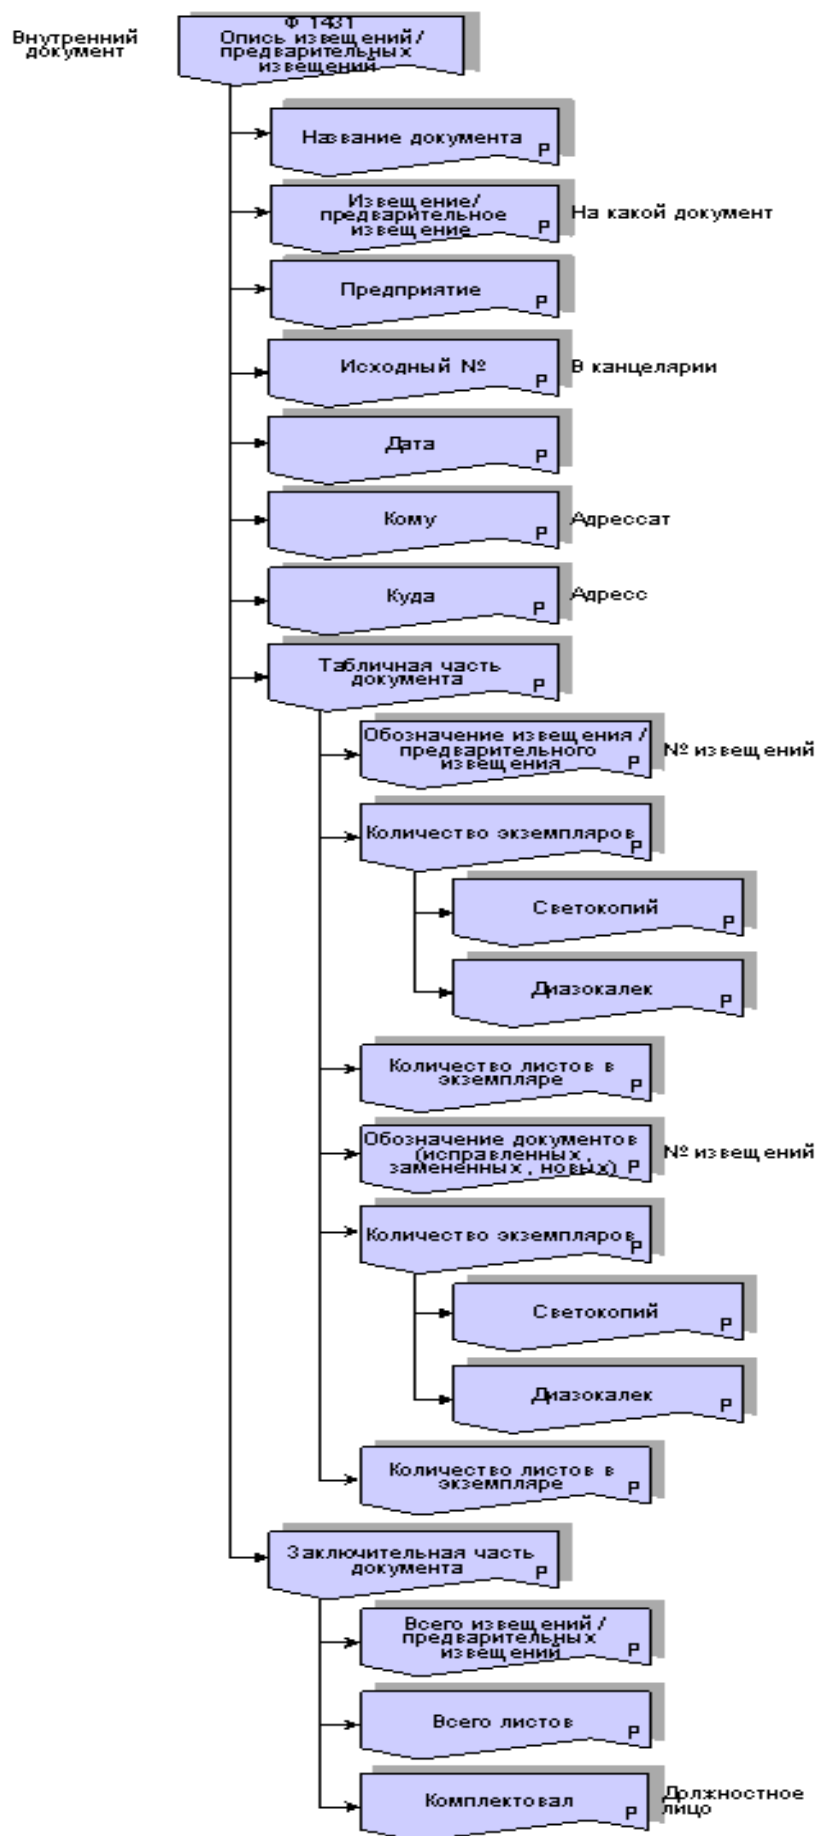 Внутренний
документ
Ф 1431
Опись извещений/
предварительных
извещений
Название документа
Р
Извещение/
предварительное
извещение
Р
На какой документ
Предприятие
Р
Исходный №
Р
В канцелярии
Дата
Р
Кому
Р
Адрессат
Куда
Р
Адресс
Табличная часть
документа
Р
Обозначение извещения /
предварительного
извещения
Р
№ извещений
Количество экземпляров
Р
Светокопий
Р
Диазокалек
Р
Количество листов в
экземпляре
Р
Обозначение документов
(исправленных ,
замененных , новых)
Р
№ извещений
Количество экземпляров
Р
Светокопий
Р
Диазокалек
Р
Количество листов в
экземпляре
Р
Заключительная часть
документа
Р
Всего извещений /
предварительных
извещений
Р
Всего листов
Р
Комплектовал
Р
Должностное
лицо